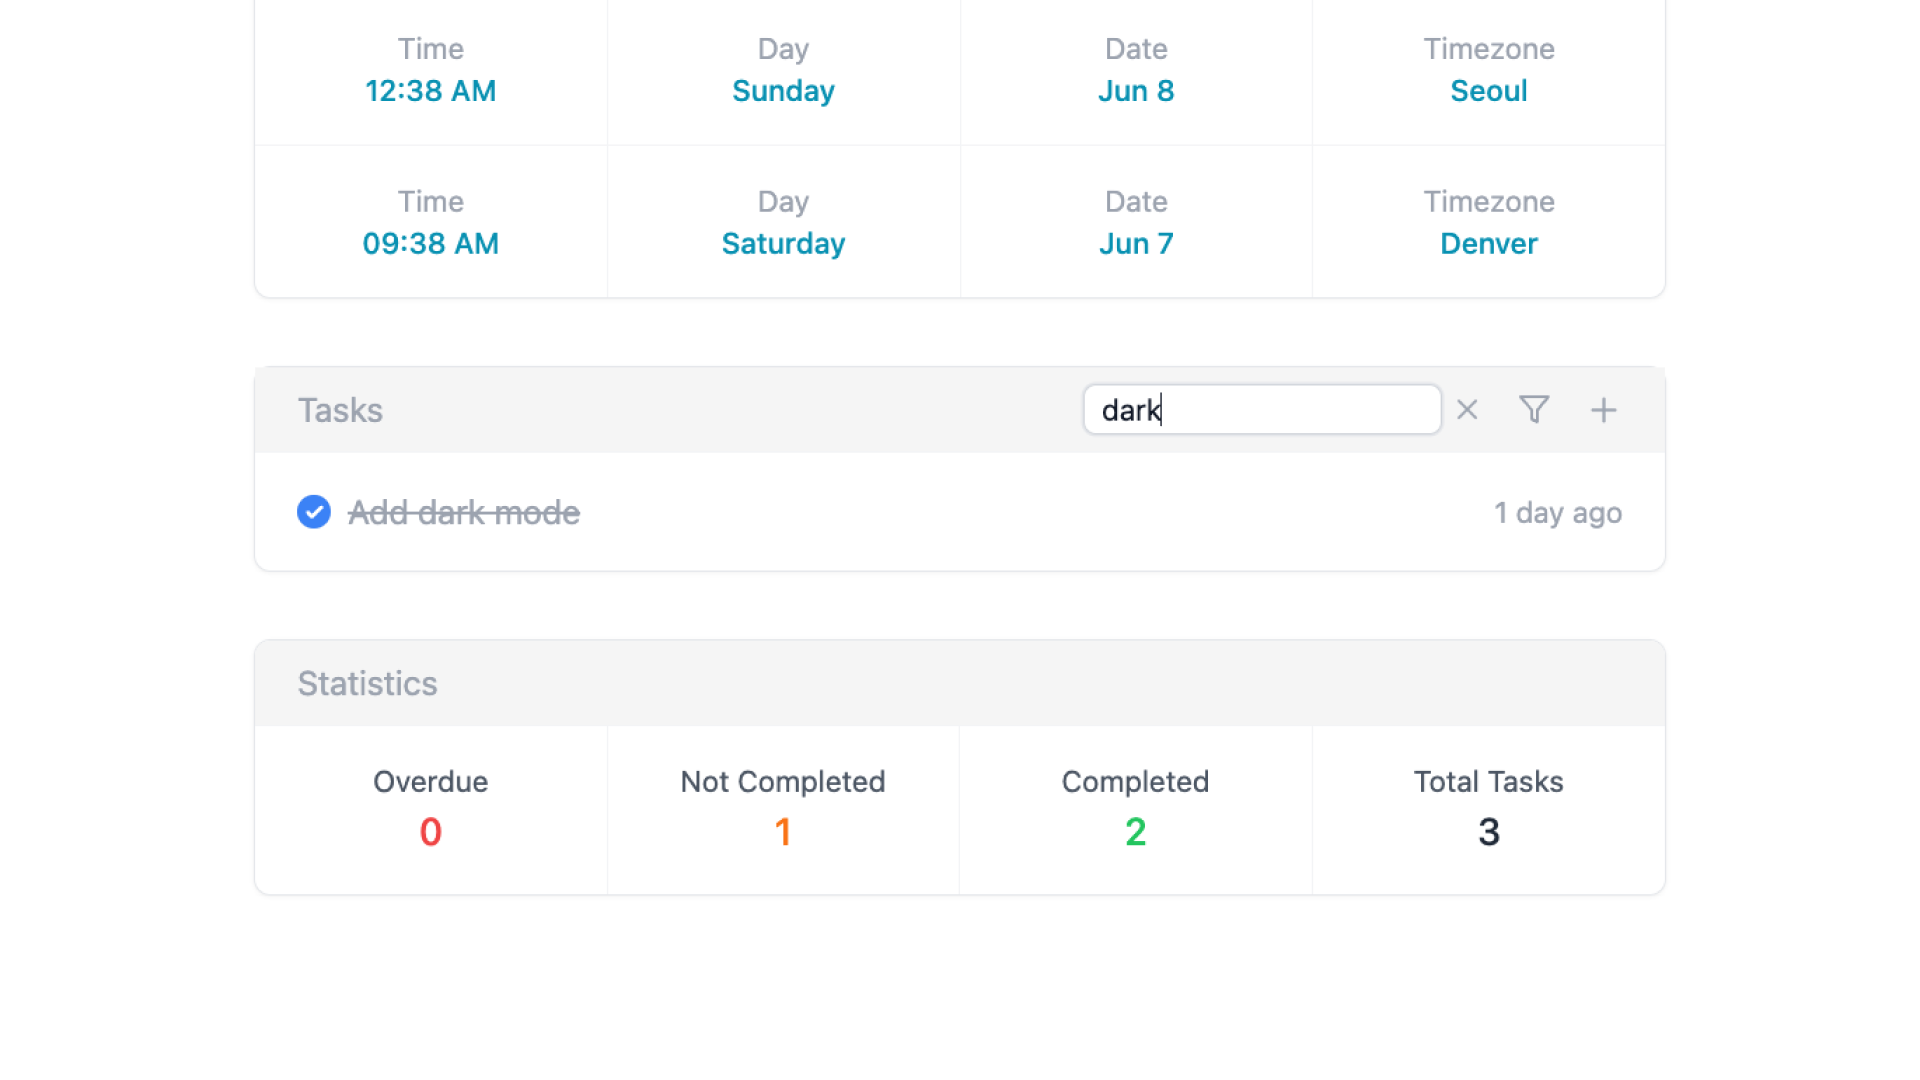 Time Day Date Timezone
12:38 AM Sunday Jun 8 Seoul
Time Day Date Timezone
09:38 AM Saturday Jun 7 Denver
Tasks dark
Add dark mode 1 day ago
Statistics
Overdue Not Completed Completed Total Tasks
0 1 2 3